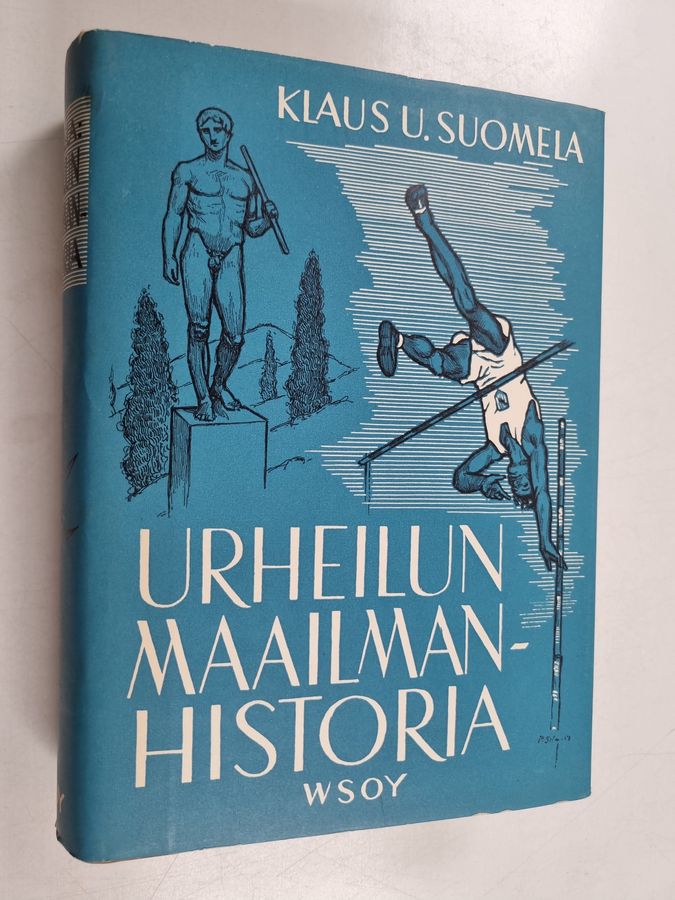 KLAUS U. SUOMELA
URHEILUN
MAAILMAN-
HISTORIA
WSOY